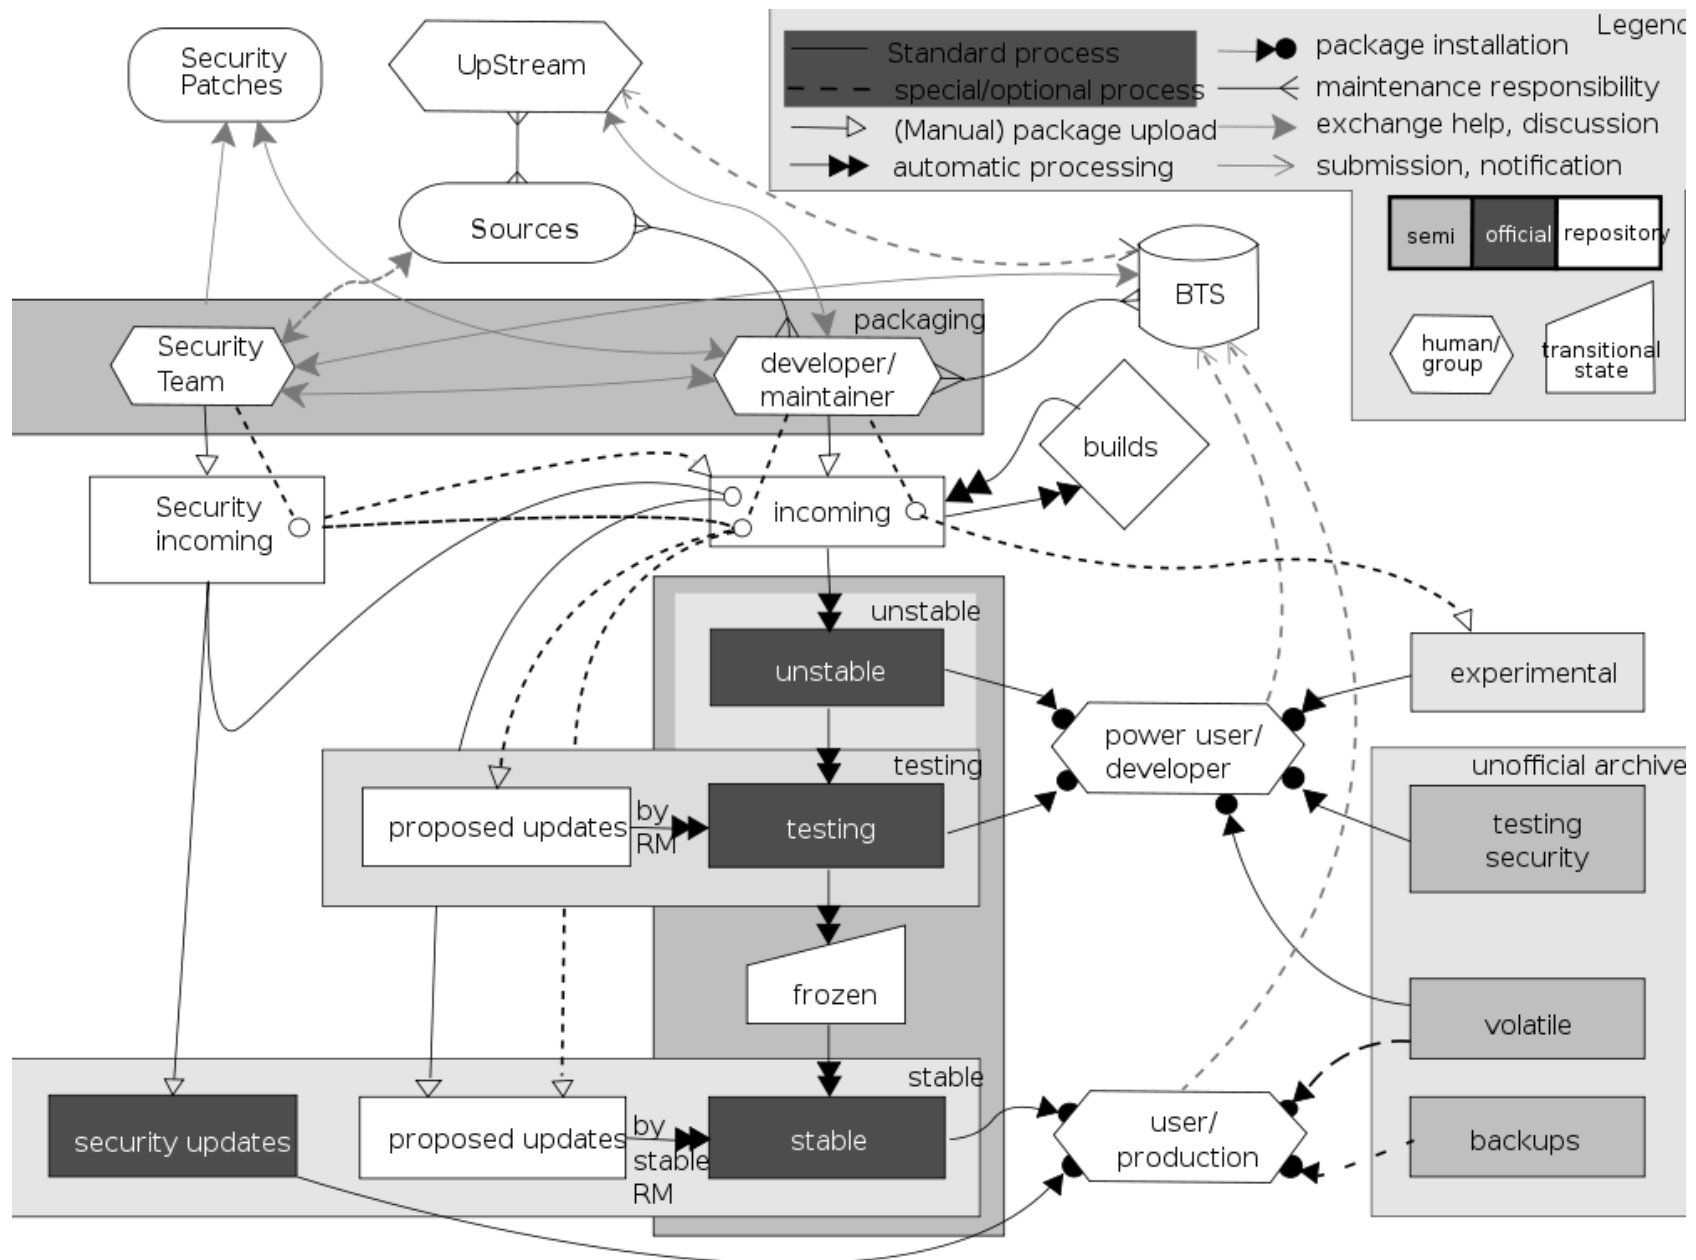 Security
Patches
UpStream
Sources
Legend
Standard process
special/optional process
(Manual) package upload
automatic processing
package installation
maintenance responsibility
exchange help, discussion
submission, notification
semi
official
repository
human/
group
transitional
state
BTS
packaging
Security
Team
developer/
maintainer
builds
Security
incoming
incoming
unstable
unstable
experimental
power user/
developer
testing
unofficial archive
proposed updates
by
RM
testing
testing
security
frozen
volatile
stable
security updates
proposed updates
by
stable
RM
stable
user/
production
backups